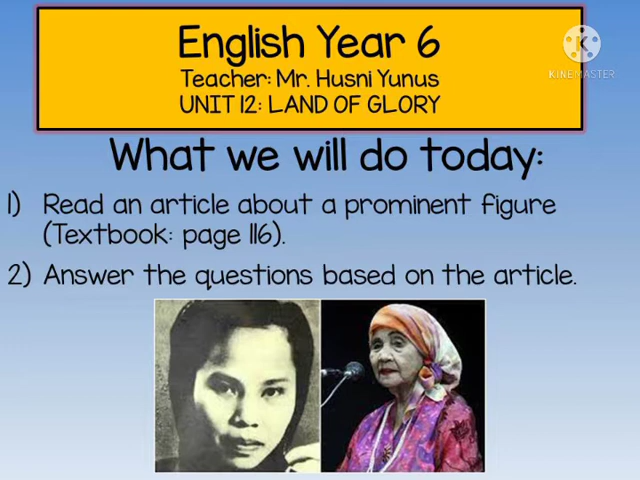 English Year 6
Teacher: Mr. Husni Yunus
UNIT 12: LAND OF GLORY
K
KINEMASTER
What we will do today:
1) Read an article about a prominent figure
(Textbook: page 116).
2) Answer the questions based on the article.